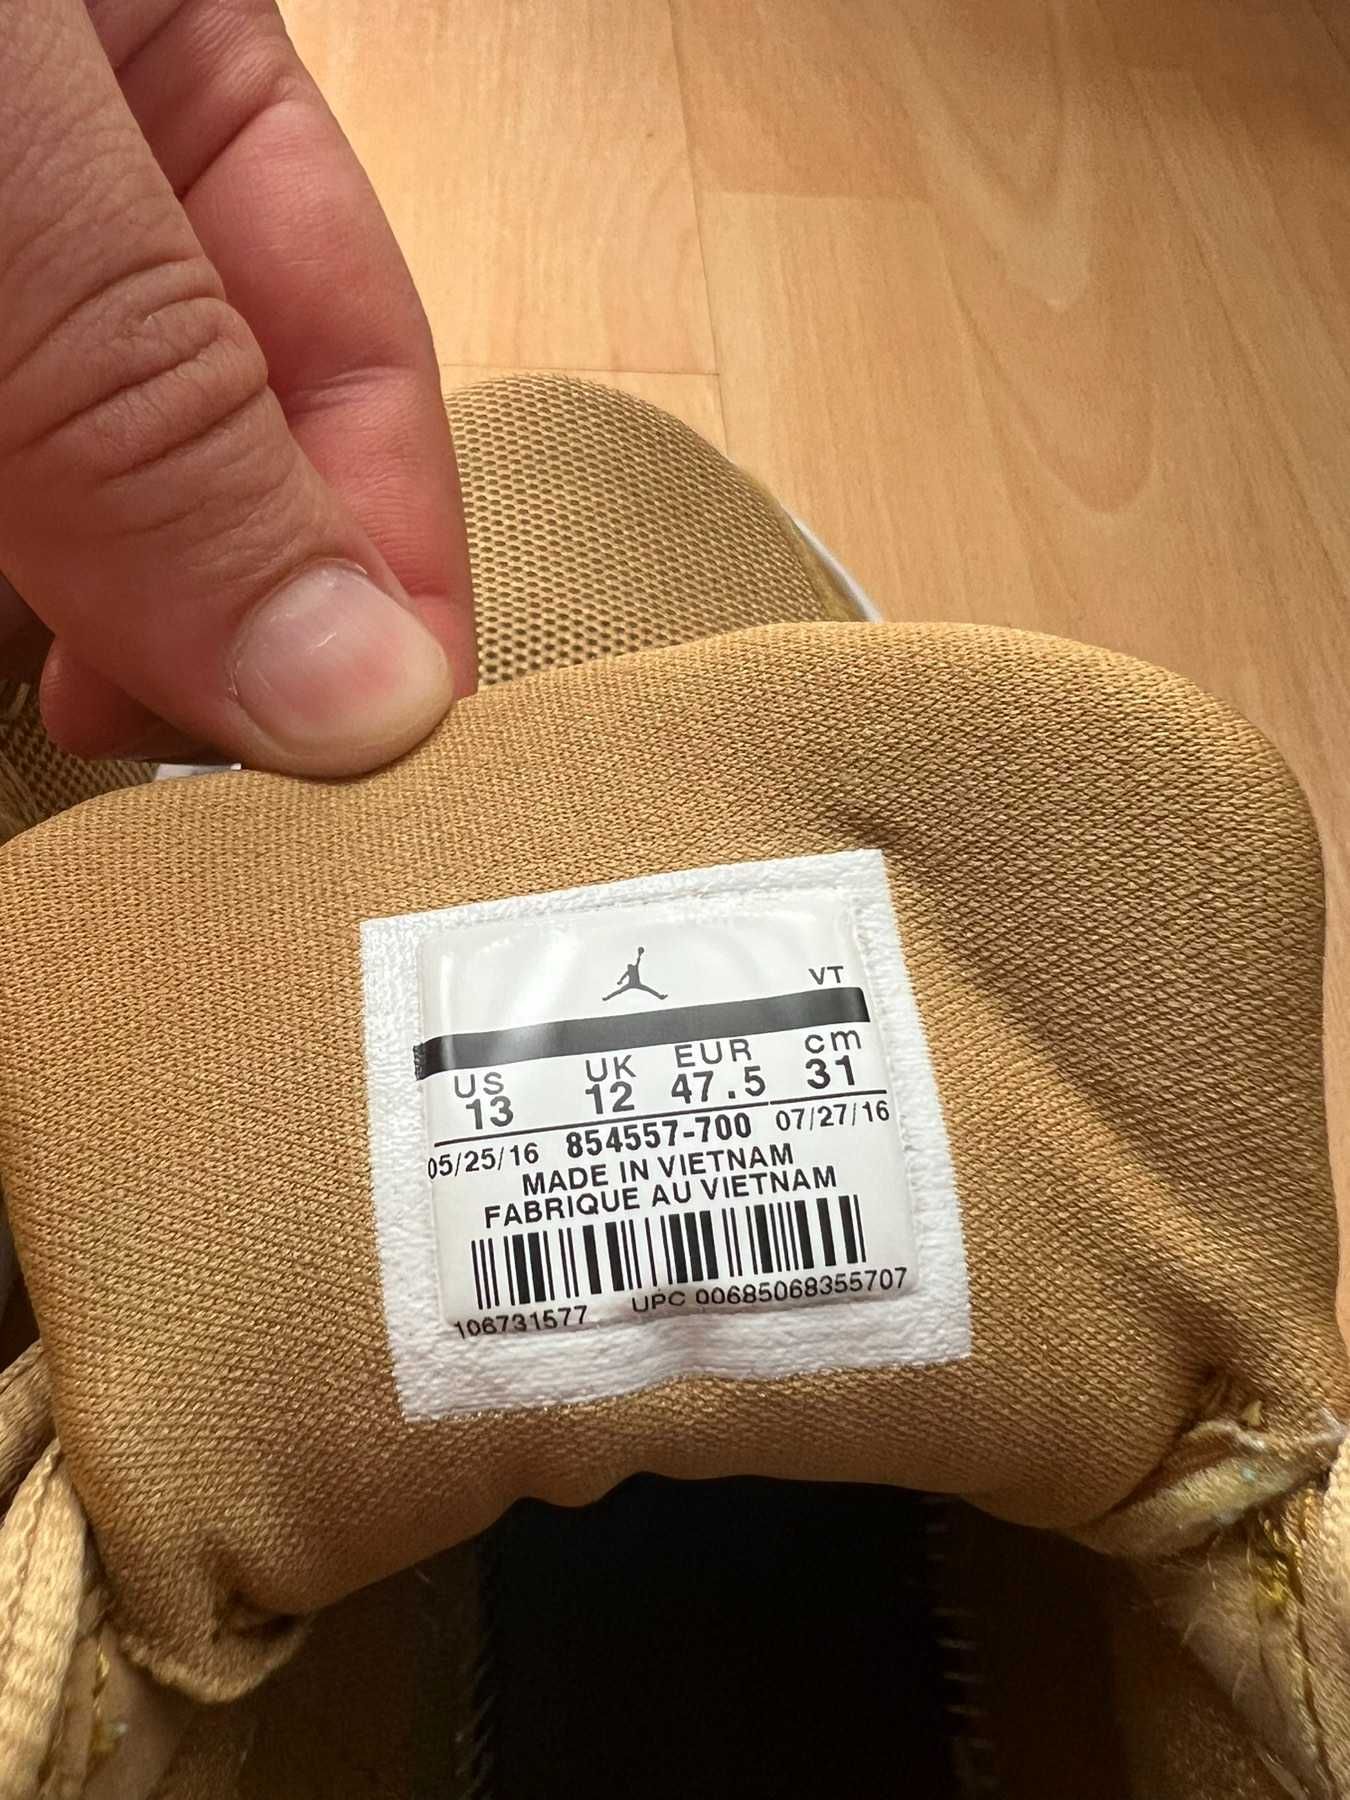 VT
US UK EUR cm
13 12 47.5 31
05/25/16 854557-700 07/27/16
MADE IN VIETNAM
FABRIQUE AU VIETNAM
106731577 UPC 00685068355707